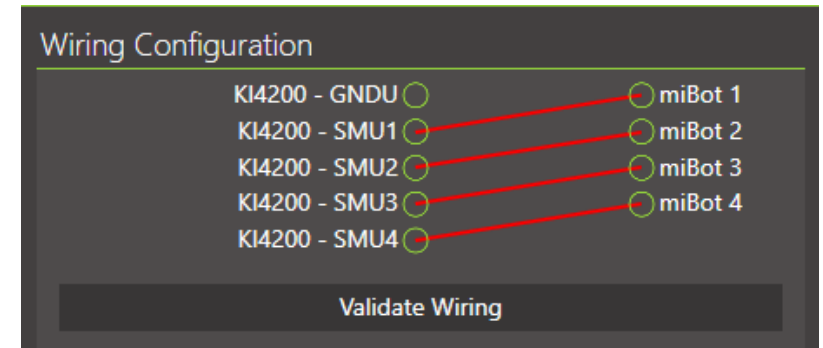 Wiring Configuration
KI4200 - GNDU miBot 1
KI4200 - SMU1 miBot 2
KI4200 - SMU2 miBot 3
KI4200 - SMU3 miBot 4
KI4200 - SMU4
Validate Wiring